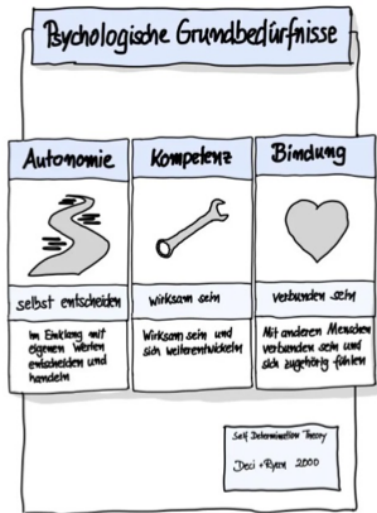 Psychologische Grundbedürfnisse
Autonomie
selbst entscheiden
Im Einklang mit
eigenen Werten
entscheiden und
handeln
Kompetenz
wirksam sein
Wirksam sein und
sich weiterentwickeln
Bindung
verbunden sein
Mit anderen Menschen
verbunden sein und
sich zugehörig fühlen
Self Determination Theory
Deci + Ryan 2000